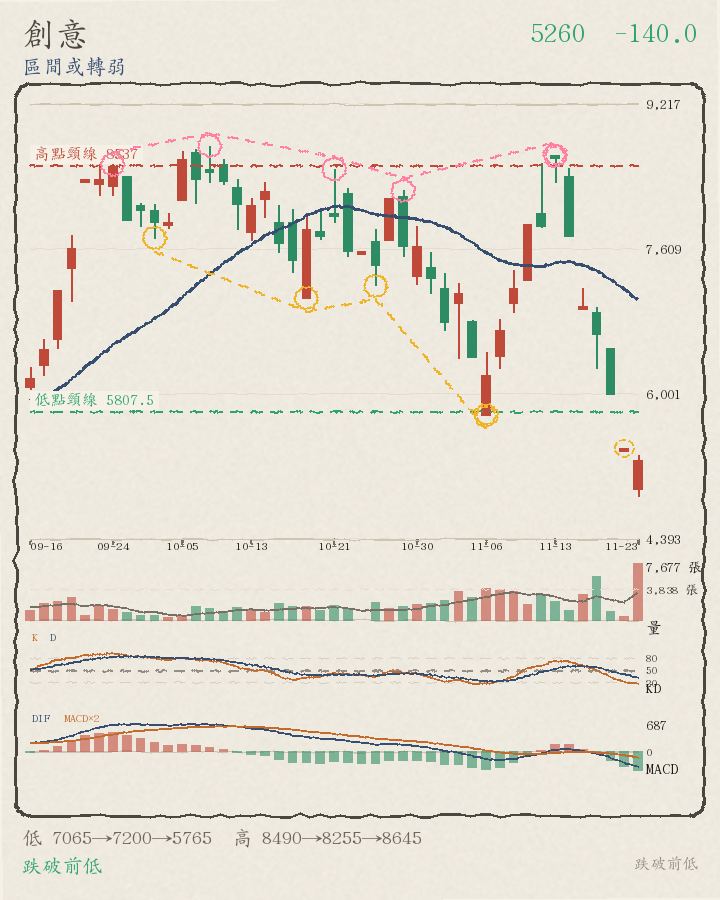 創意
5260 -140.0
區間或轉弱
9,217
高點頸線 8537
7,609
6,001
低點頸線 5807.5
4,393
09-16 09-24 10-05 10-13 10-21 10-30 11-06 11-13 11-23
7,677 張
3,838 張
量
K D
80
50
20
KD
DIF MACD×2
687
0
MACD
低 7065→7200→5765 高 8490→8255→8645
跌破前低
跌破前低